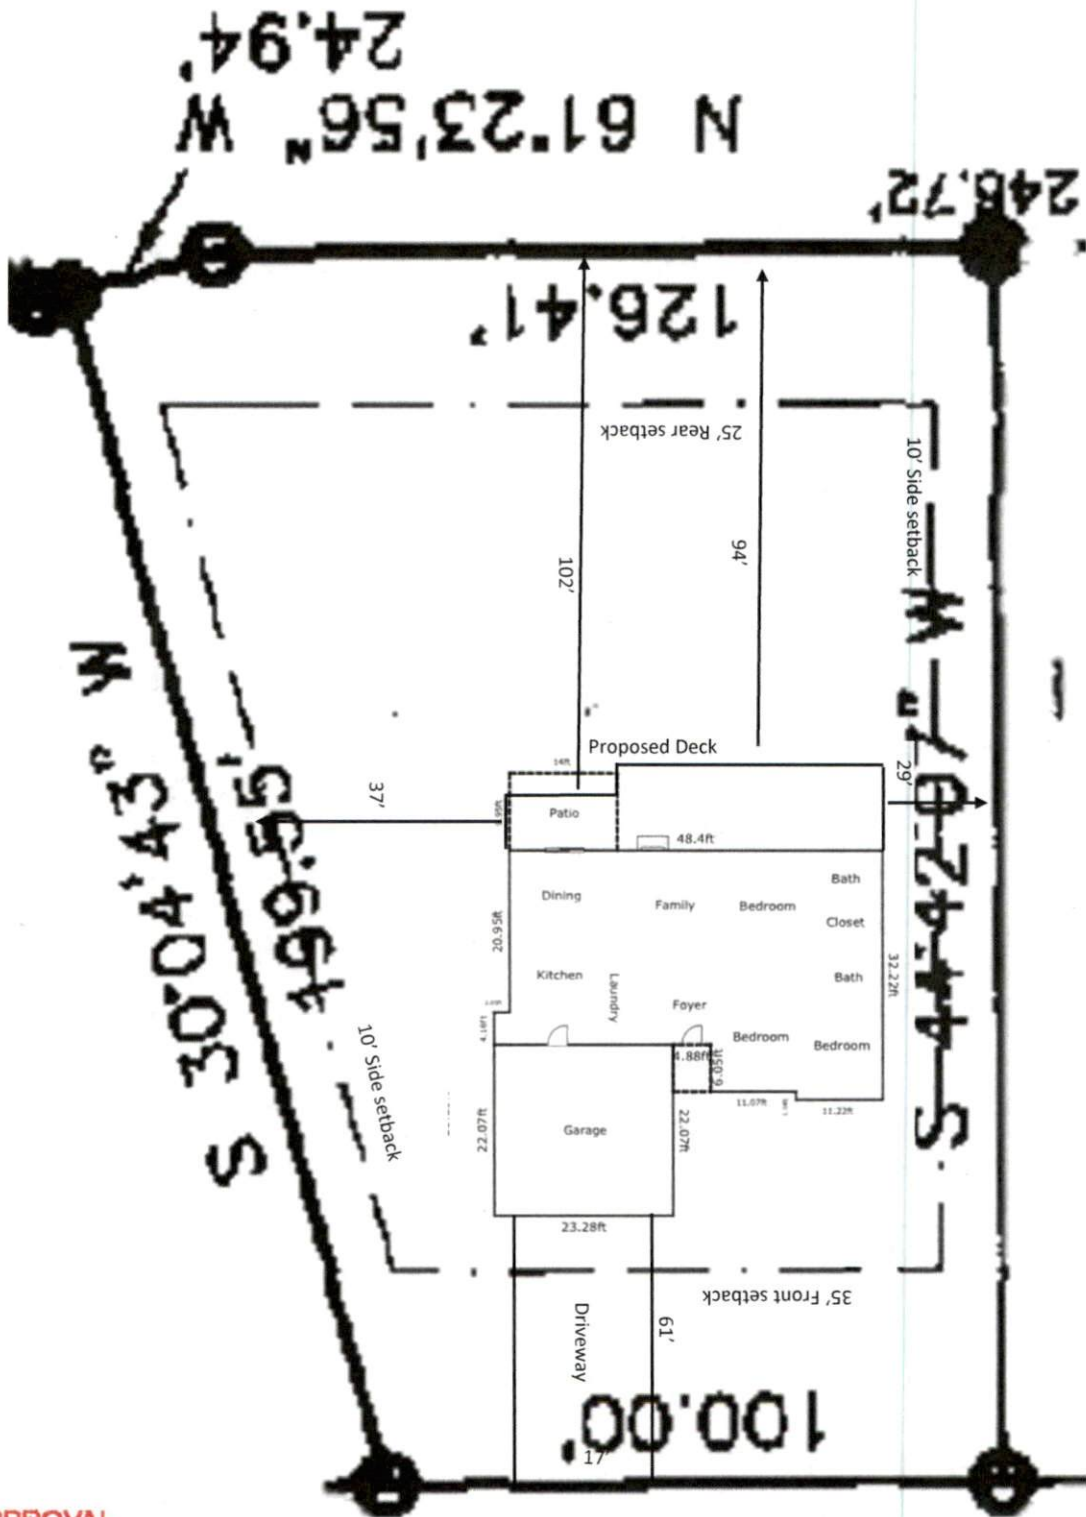 24.94'
N 61°23'56" W
246.72'
126.41'
25' Rear setback
10' Side setback
102'
94'
Proposed Deck
14ft
29'
37'
Patio
48.4ft
199.55'
S 30°04'43" W
Bath
Dining
Family
Bedroom
Closet
20.95ft
Kitchen
Laundry
Bath
32.22ft
Foyer
Bedroom
Bedroom
4.88ft
6.05ft
10' Side setback
11.07ft
11.22ft
22.07ft
Garage
22.07ft
23.28ft
35' Front setback
Driveway
61'
100.00'
17'